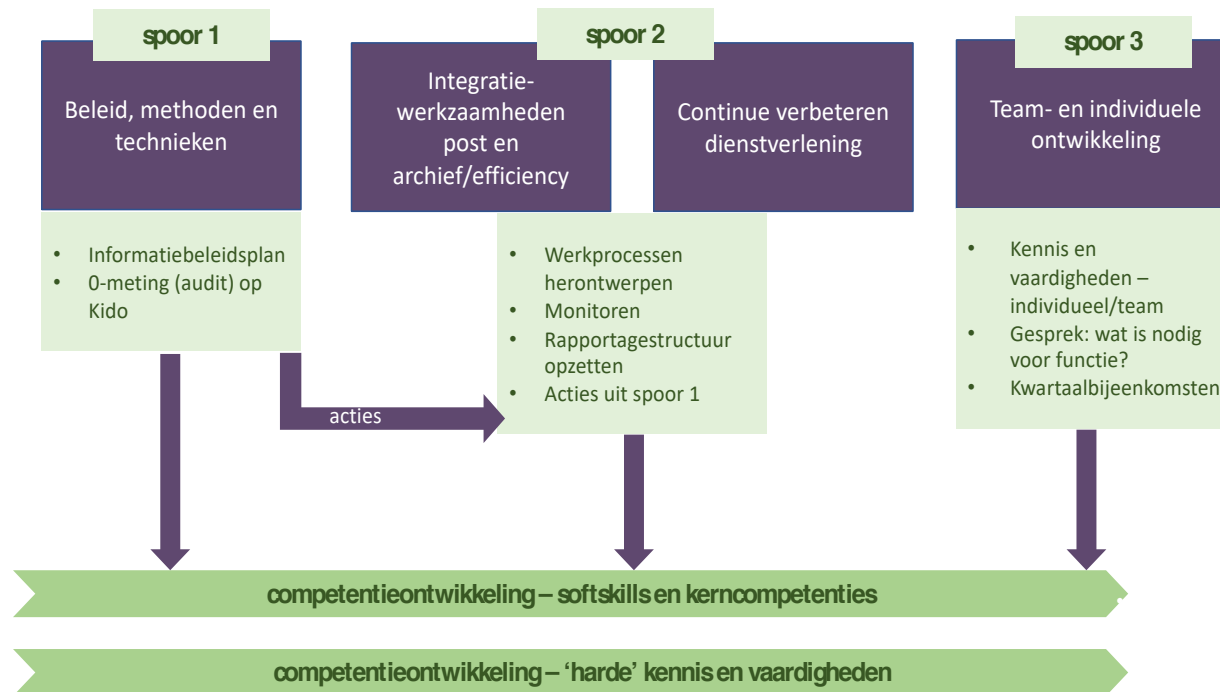 spoor 1
Beleid, methoden en
technieken
• Informatiebeleidsplan
• 0-meting (audit) op
Kido
acties
spoor 2
Integratie-
werkzaamheden
post en
archief/efficiency
Continue verbeteren
dienstverlening
• Werkprocessen
herontwerpen
• Monitoren
• Rapportagestructuur
opzetten
• Acties uit spoor 1
spoor 3
Team- en individuele
ontwikkeling
• Kennis en
vaardigheden –
individueel/team
• Gesprek: wat is nodig
voor functie?
• Kwartaalbijeenkomsten
competentieontwikkeling – softskills en kerncompetenties
competentieontwikkeling – ‘harde’ kennis en vaardigheden